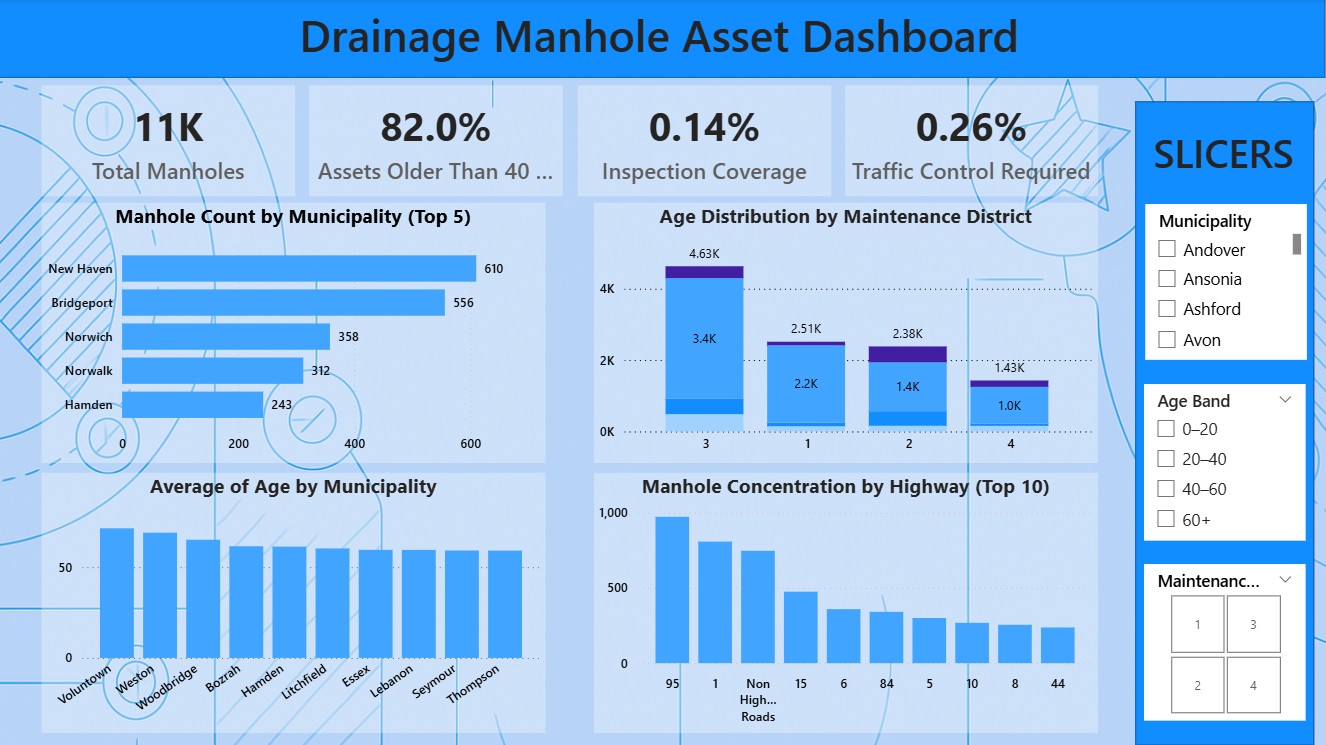 Drainage Manhole Asset Dashboard
11K
Total Manholes
82.0%
Assets Older Than 40 ...
0.14%
Inspection Coverage
0.26%
Traffic Control Required
Manhole Count by Municipality (Top 5)
New Haven 610
Bridgeport 556
Norwich 358
Norwalk 312
Hamden 243
0 200 400 600
Age Distribution by Maintenance District
4K
2K
0K
4.63K
3.4K
2.51K
2.2K
2.38K
1.4K
1.43K
1.0K
3 1 2 4
Average of Age by Municipality
50
0
Voluntown Weston Woodbridge Bozrah Hamden Litchfield Essex Lebanon Seymour Thompson
Manhole Concentration by Highway (Top 10)
1,000
500
0
95 1 Non 15 6 84 5 10 8 44
High...
Roads
SLICERS
Municipality
Andover
Ansonia
Ashford
Avon
Age Band
0–20
20–40
40–60
60+
Maintenanc...
1 3
2 4